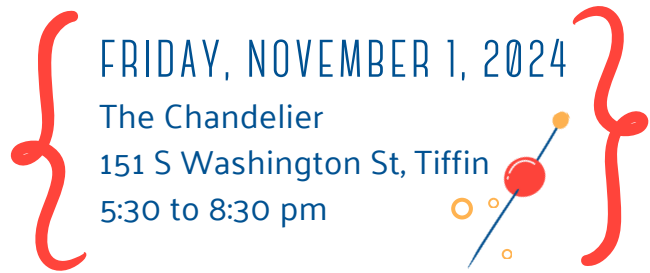 FRIDAY, NOVEMBER 1, 2024
The Chandelier
151 S Washington St, Tiffin
5:30 to 8:30 pm